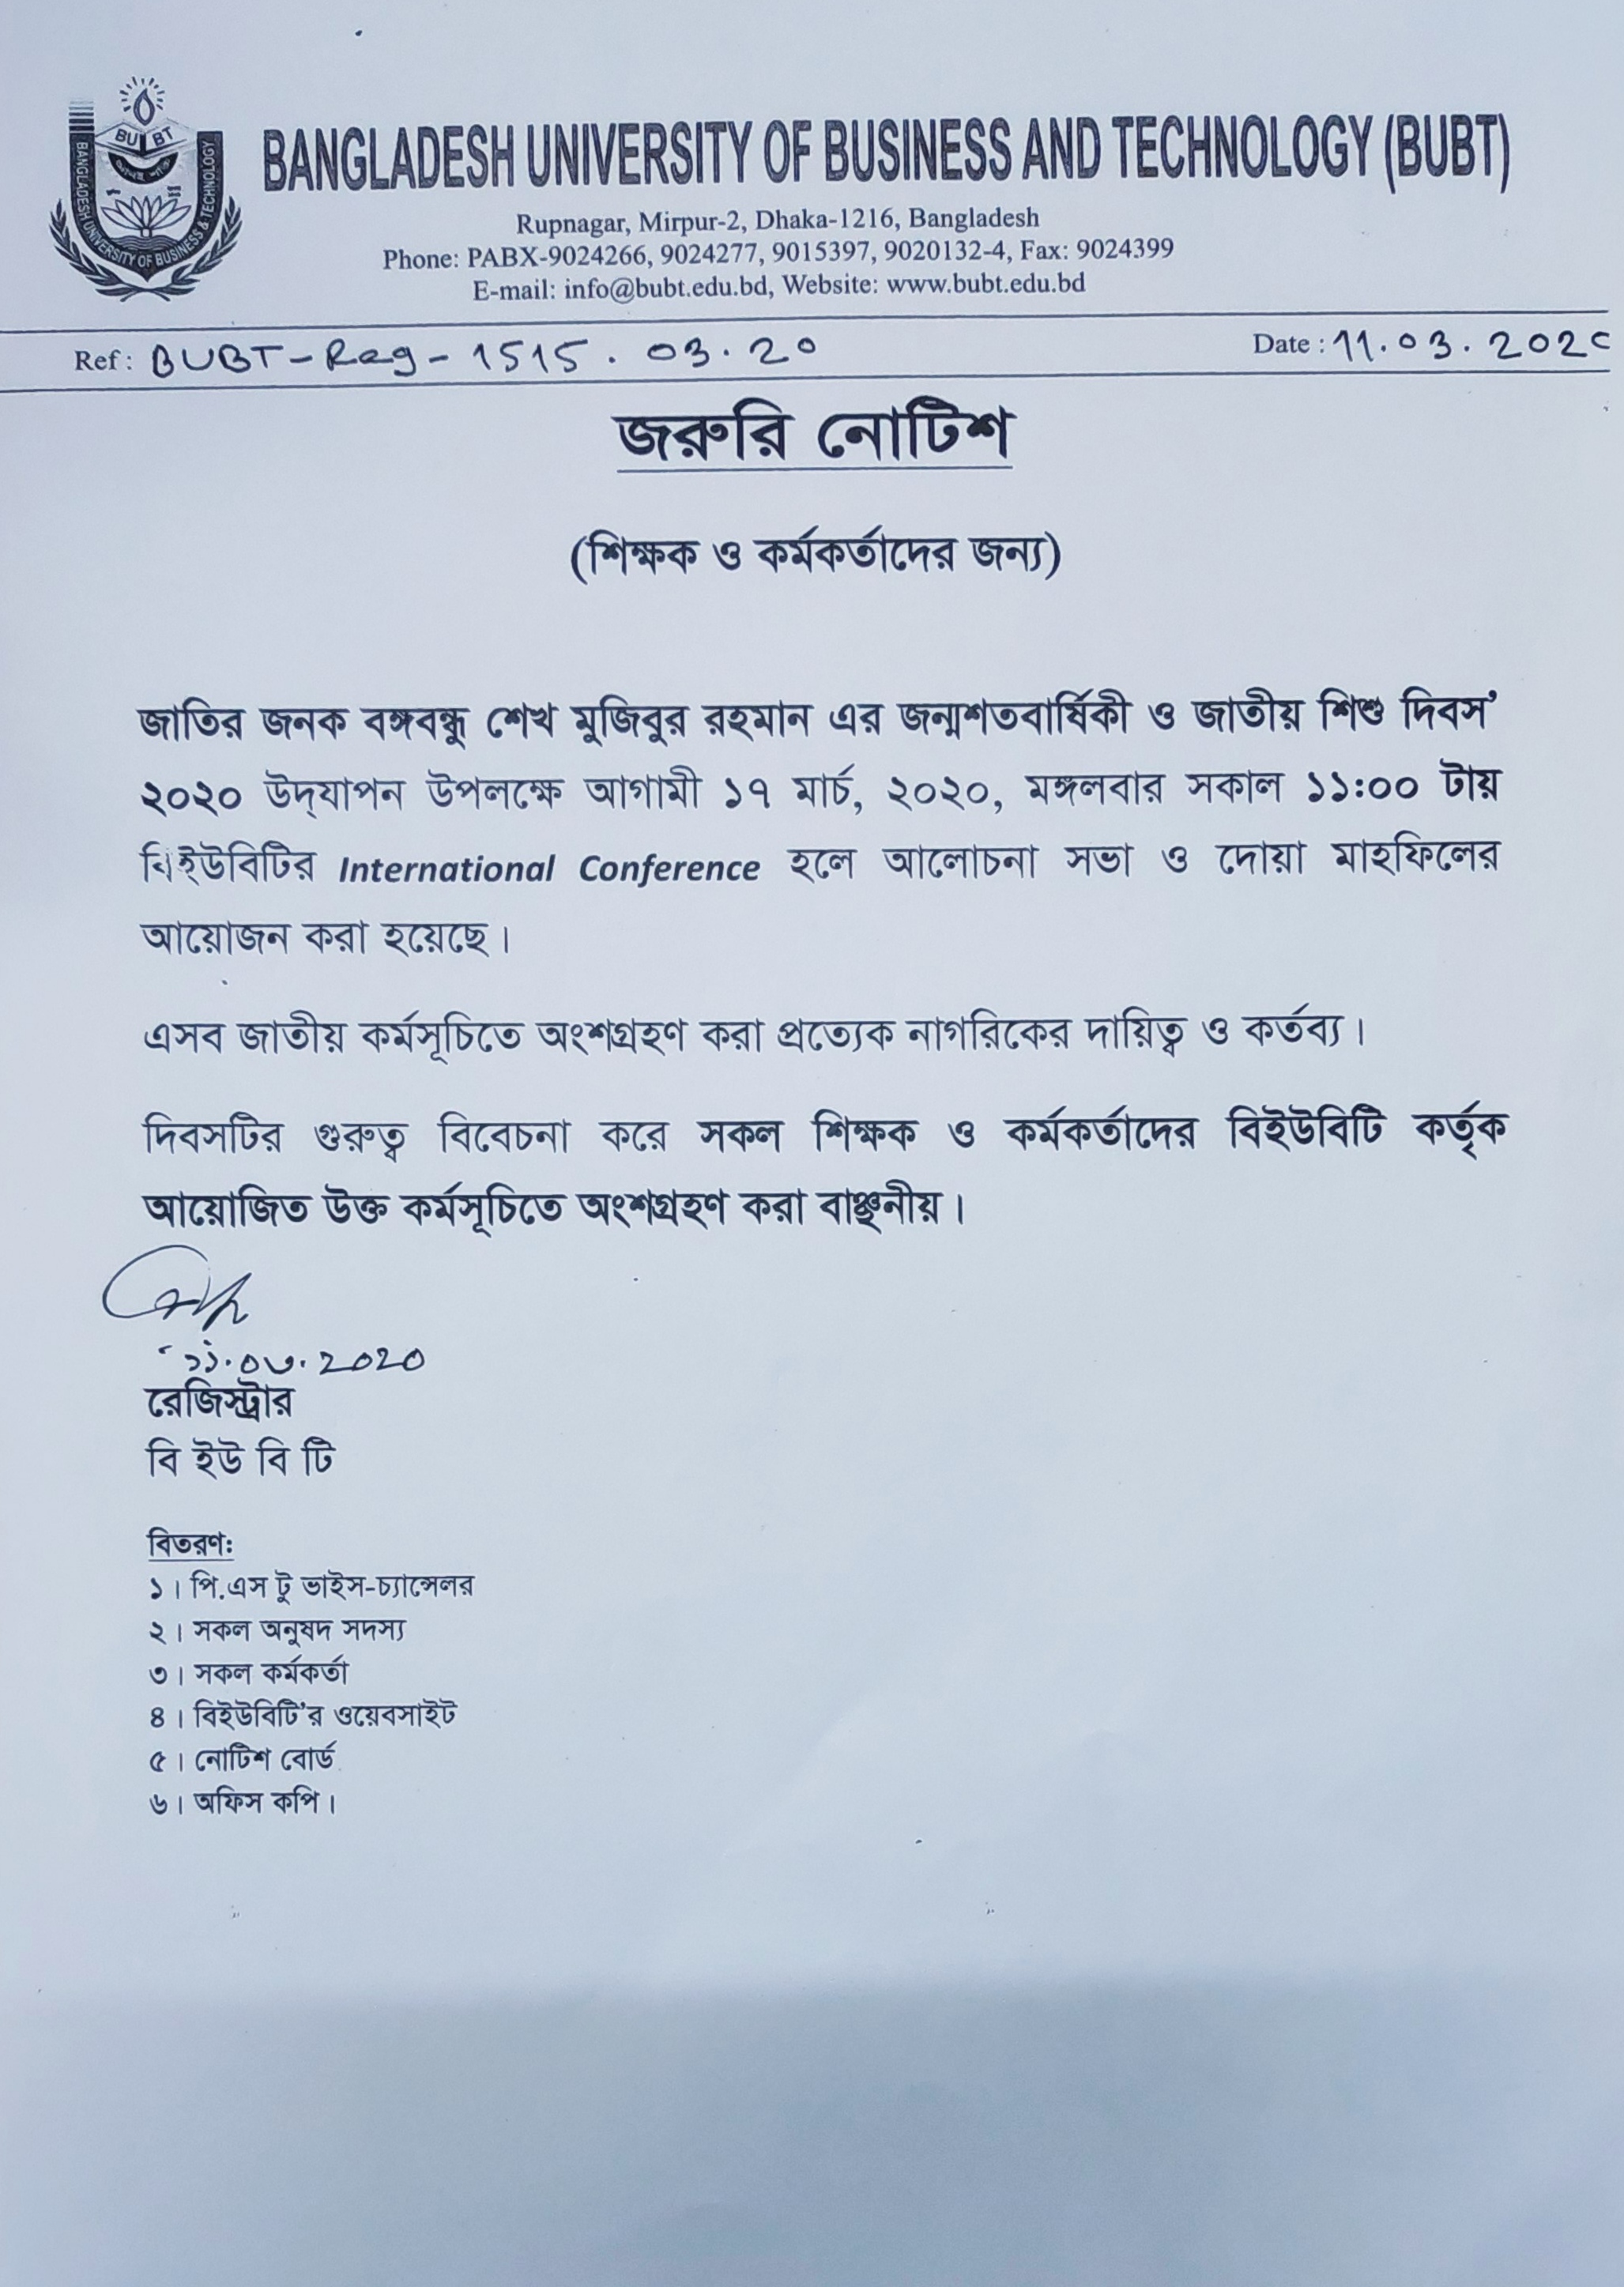 BU BT
BANGLADESH UNIVERSITY OF BUSINESS & TECHNOLOGY
BANGLADESH UNIVERSITY OF BUSINESS AND TECHNOLOGY (BUBT)
Rupnagar, Mirpur-2, Dhaka-1216, Bangladesh
Phone: PABX-9024266, 9024277, 9015397, 9020132-4, Fax: 9024399
E-mail: info@bubt.edu.bd, Website: www.bubt.edu.bd
Ref: BUBT-Reg-1515.03.20 Date: 11.03.2020
জরুরি নোটিশ
(শিক্ষক ও কর্মকর্তাদের জন্য)
জাতির জনক বঙ্গবন্ধু শেখ মুজিবুর রহমান এর জন্মশতবার্ষিকী ও জাতীয় শিশু দিবস’
২০২০ উদ্‌যাপন উপলক্ষে আগামী ১৭ মার্চ, ২০২০, মঙ্গলবার সকাল ১১:০০ টায়
বিইউবিটির International Conference হলে আলোচনা সভা ও দোয়া মাহফিলের
আয়োজন করা হয়েছে।
এসব জাতীয় কর্মসূচিতে অংশগ্রহণ করা প্রত্যেক নাগরিকের দায়িত্ব ও কর্তব্য।
দিবসটির গুরুত্ব বিবেচনা করে সকল শিক্ষক ও কর্মকর্তাদের বিইউবিটি কর্তৃক
আয়োজিত উক্ত কর্মসূচিতে অংশগ্রহণ করা বাঞ্ছনীয়।
১১.০৩.২০২০
রেজিস্ট্রার
বি ইউ বি টি
বিতরণঃ
১। পি.এস টু ভাইস-চ্যান্সেলর
২। সকল অনুষদ সদস্য
৩। সকল কর্মকর্তা
৪। বিইউবিটি’র ওয়েবসাইট
৫। নোটিশ বোর্ড
৬। অফিস কপি।